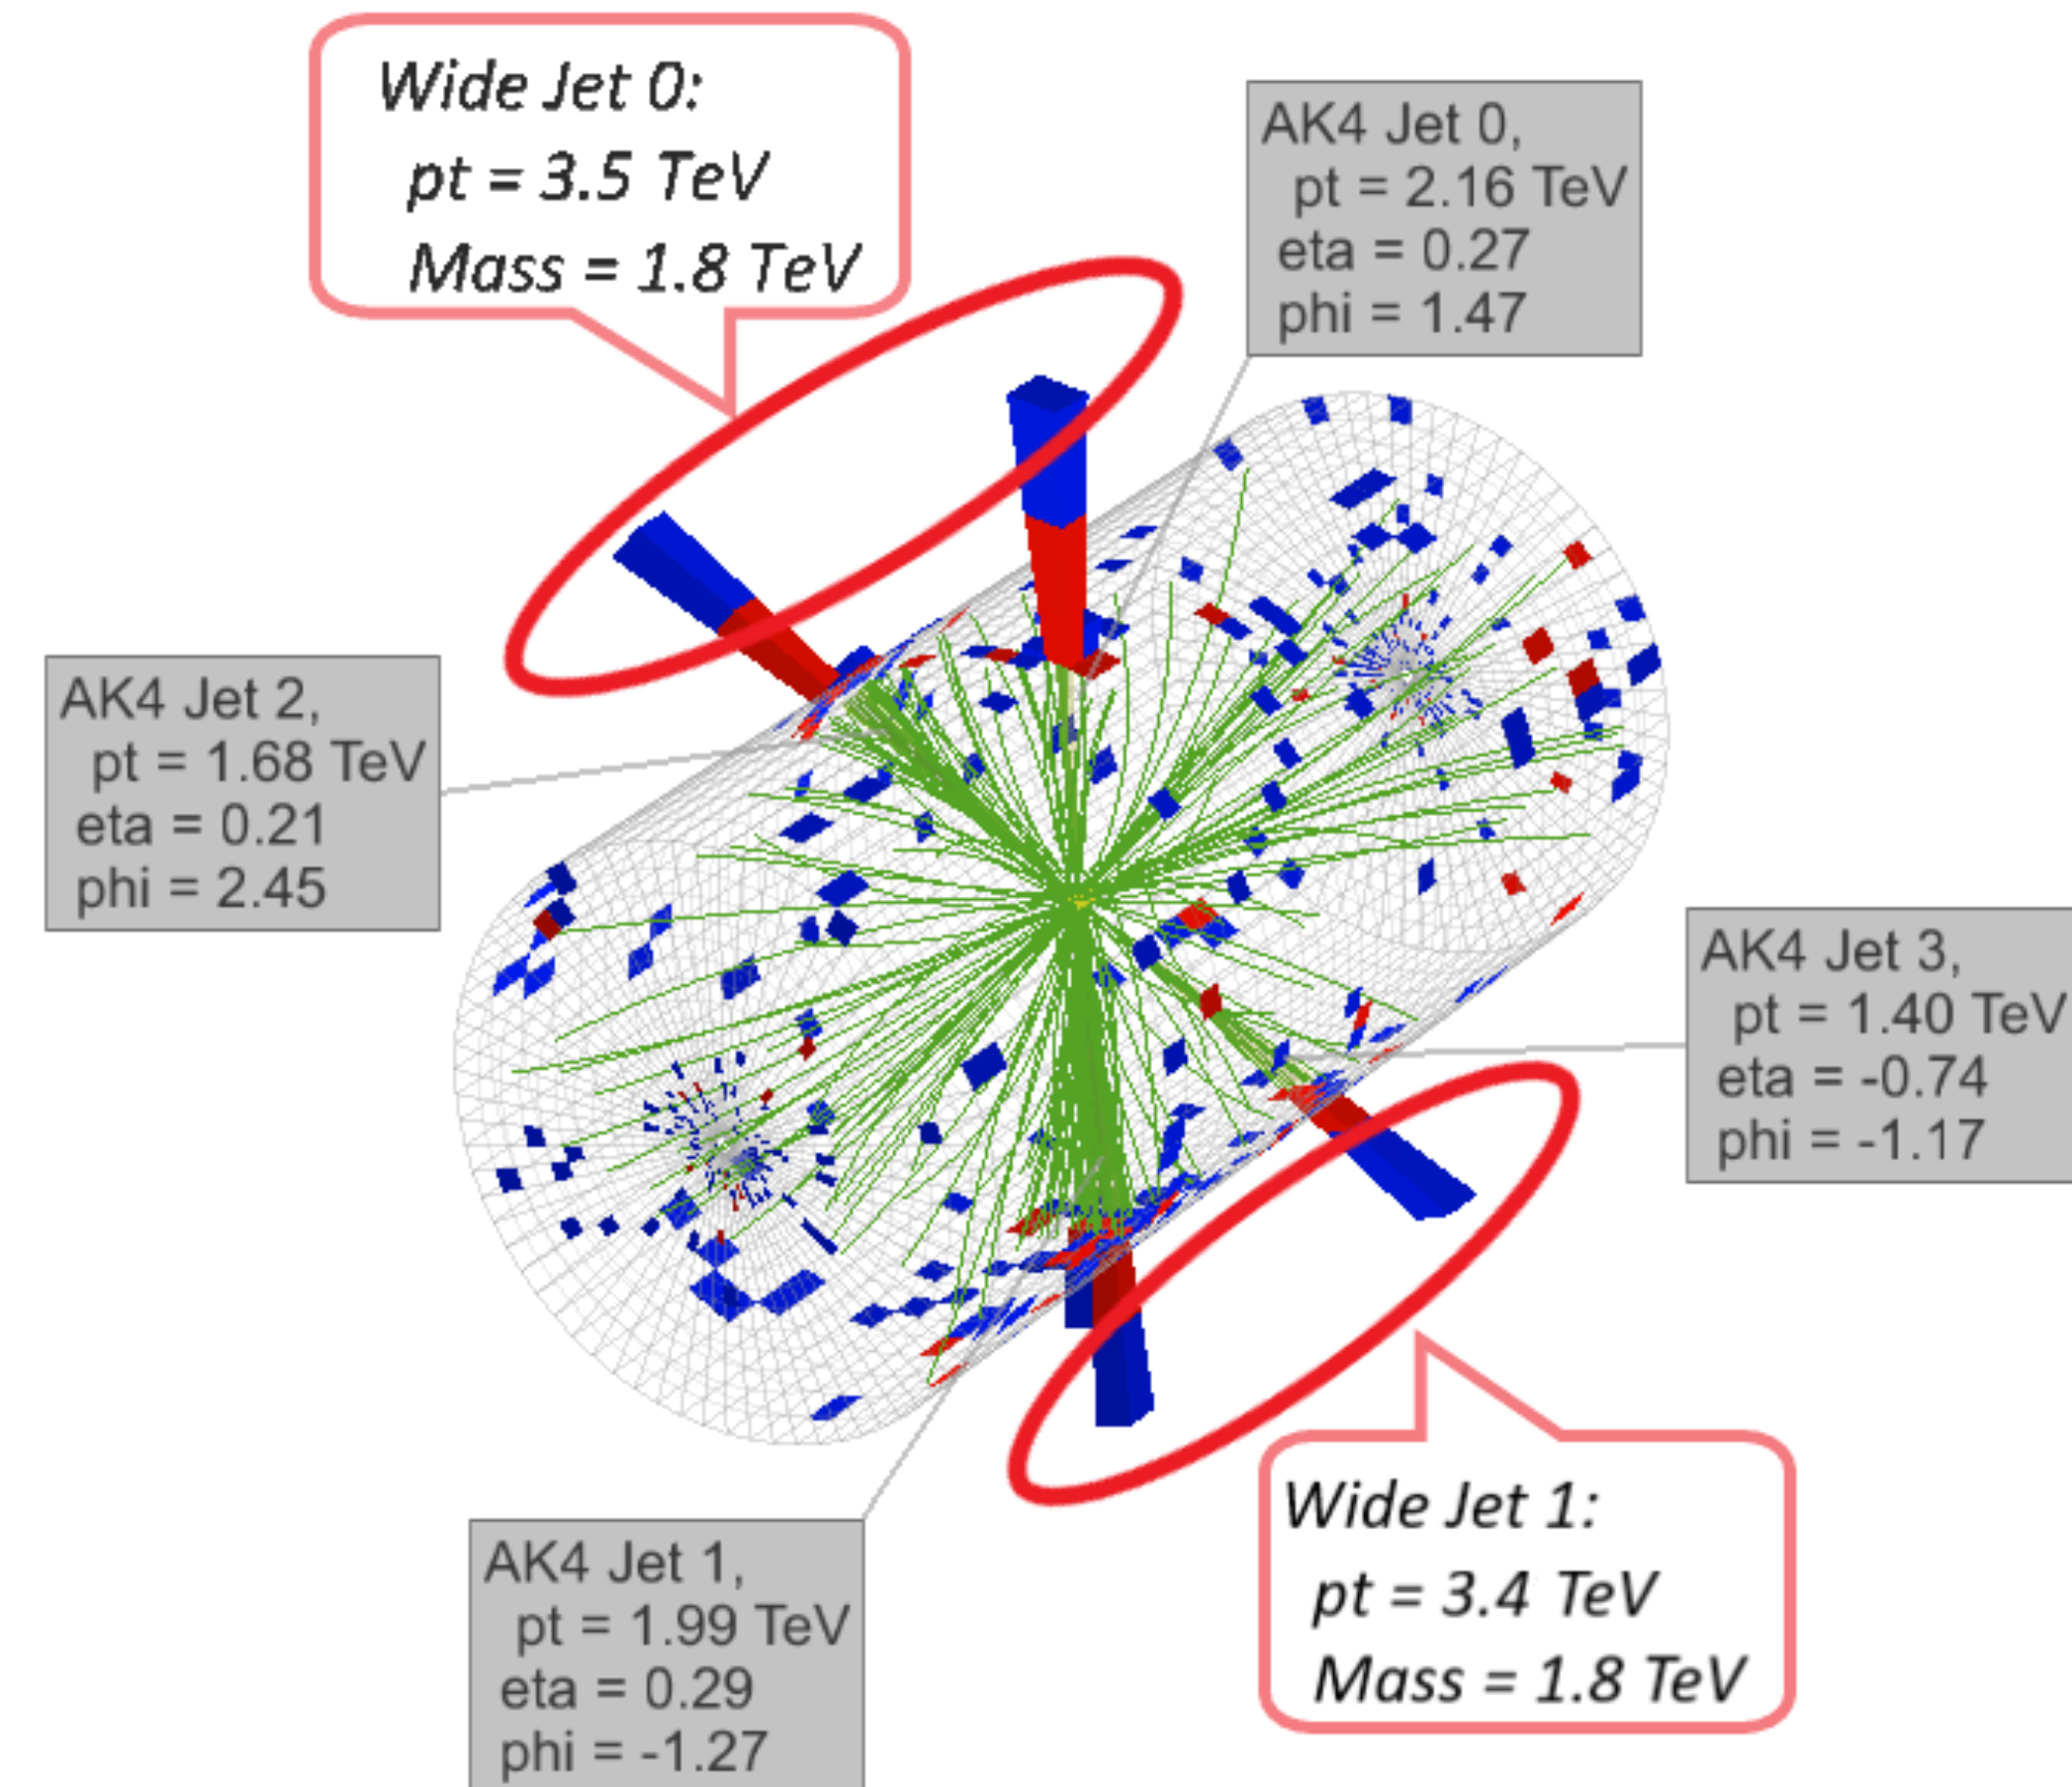 Wide Jet 0:
pt = 3.5 TeV
Mass = 1.8 TeV
AK4 Jet 0,
pt = 2.16 TeV
eta = 0.27
phi = 1.47
AK4 Jet 2,
pt = 1.68 TeV
eta = 0.21
phi = 2.45
AK4 Jet 3,
pt = 1.40 TeV
eta = -0.74
phi = -1.17
AK4 Jet 1,
pt = 1.99 TeV
eta = 0.29
phi = -1.27
Wide Jet 1:
pt = 3.4 TeV
Mass = 1.8 TeV